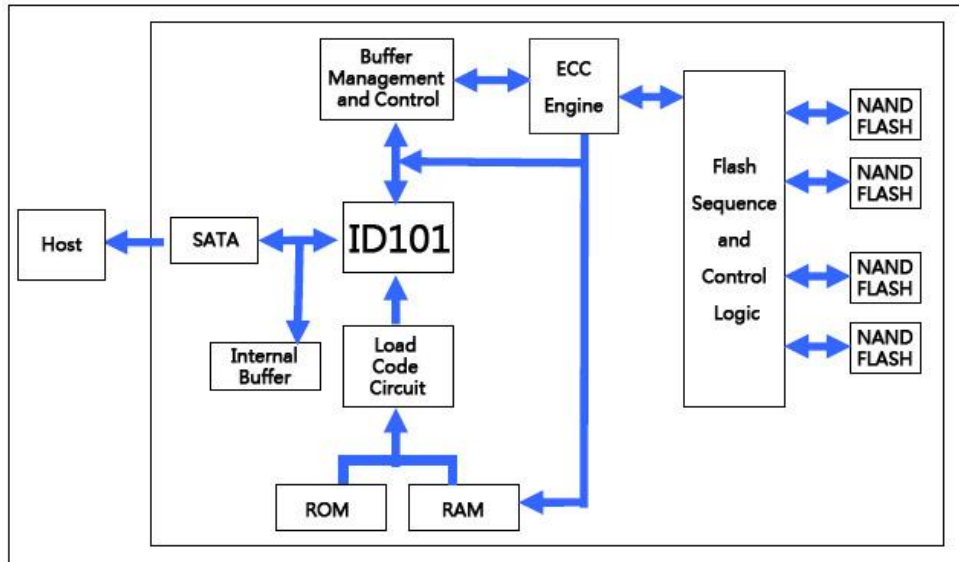 Buffer
Management
and Control
ECC
Engine
NAND
FLASH
NAND
FLASH
NAND
FLASH
NAND
FLASH
Flash
Sequence
and
Control
Logic
Host
SATA
ID101
Internal
Buffer
Load
Code
Circuit
ROM
RAM